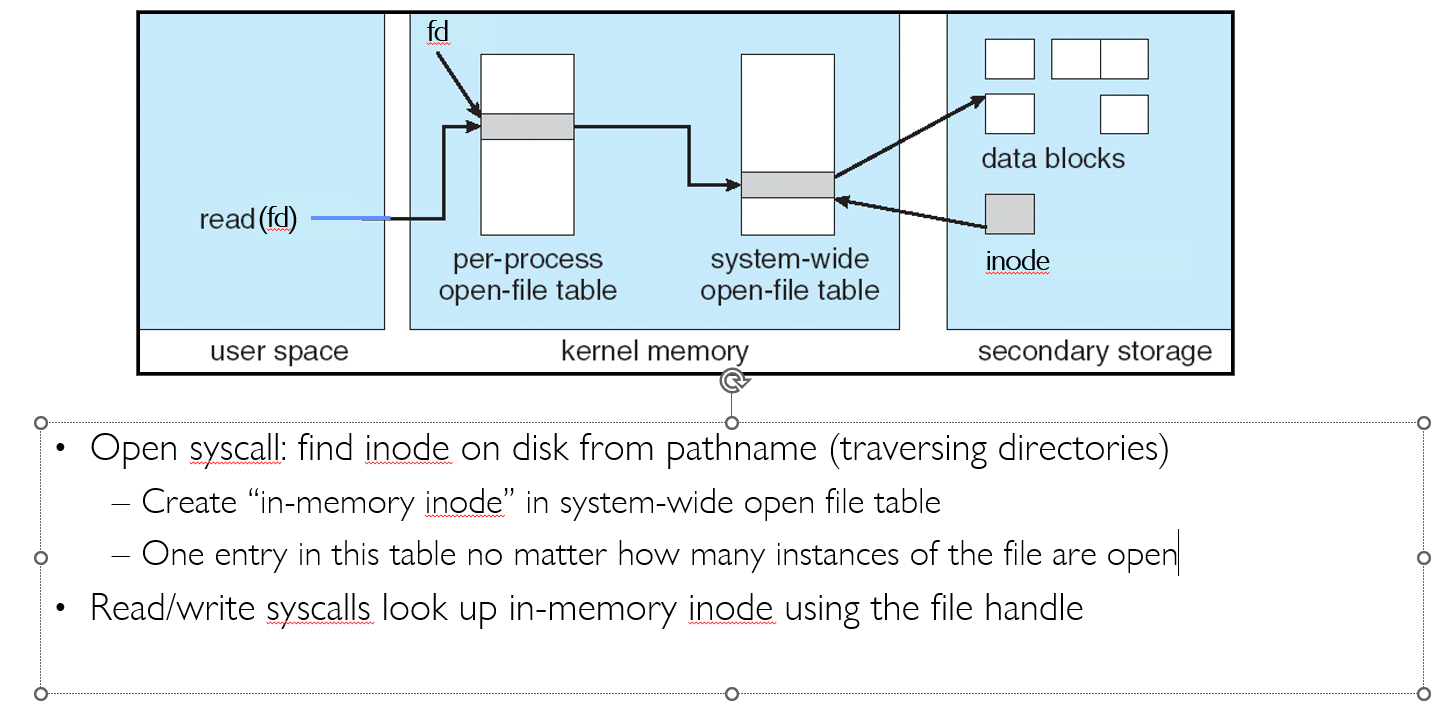 fd
read(fd)
per-process
open-file table
system-wide
open-file table
data blocks
inode
user space
kernel memory
secondary storage
• Open syscall: find inode on disk from pathname (traversing directories)
– Create “in-memory inode” in system-wide open file table
– One entry in this table no matter how many instances of the file are open
• Read/write syscalls look up in-memory inode using the file handle